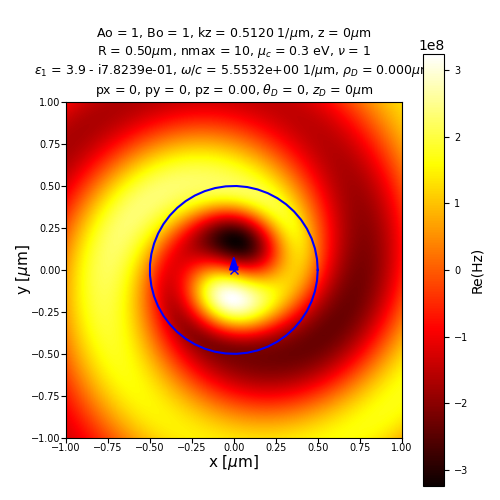 Ao = 1, Bo = 1, kz = 0.5120 1/μm, z = 0μm
R = 0.50μm, nmax = 10, μc = 0.3 eV, ν = 1
ε1 = 3.9 - i7.8239e-01, ω/c = 5.5532e+00 1/μm, ρD = 0.000μm
px = 0, py = 0, pz = 0.00, θD = 0, zD = 0μm
1e8
1.00
0.75
0.50
0.25
0.00
−0.25
−0.50
−0.75
−1.00
y [μm]
−1.00 −0.75 −0.50 −0.25 0.00 0.25 0.50 0.75 1.00
x [μm]
3
2
1
0
−1
−2
−3
Re(Hz)